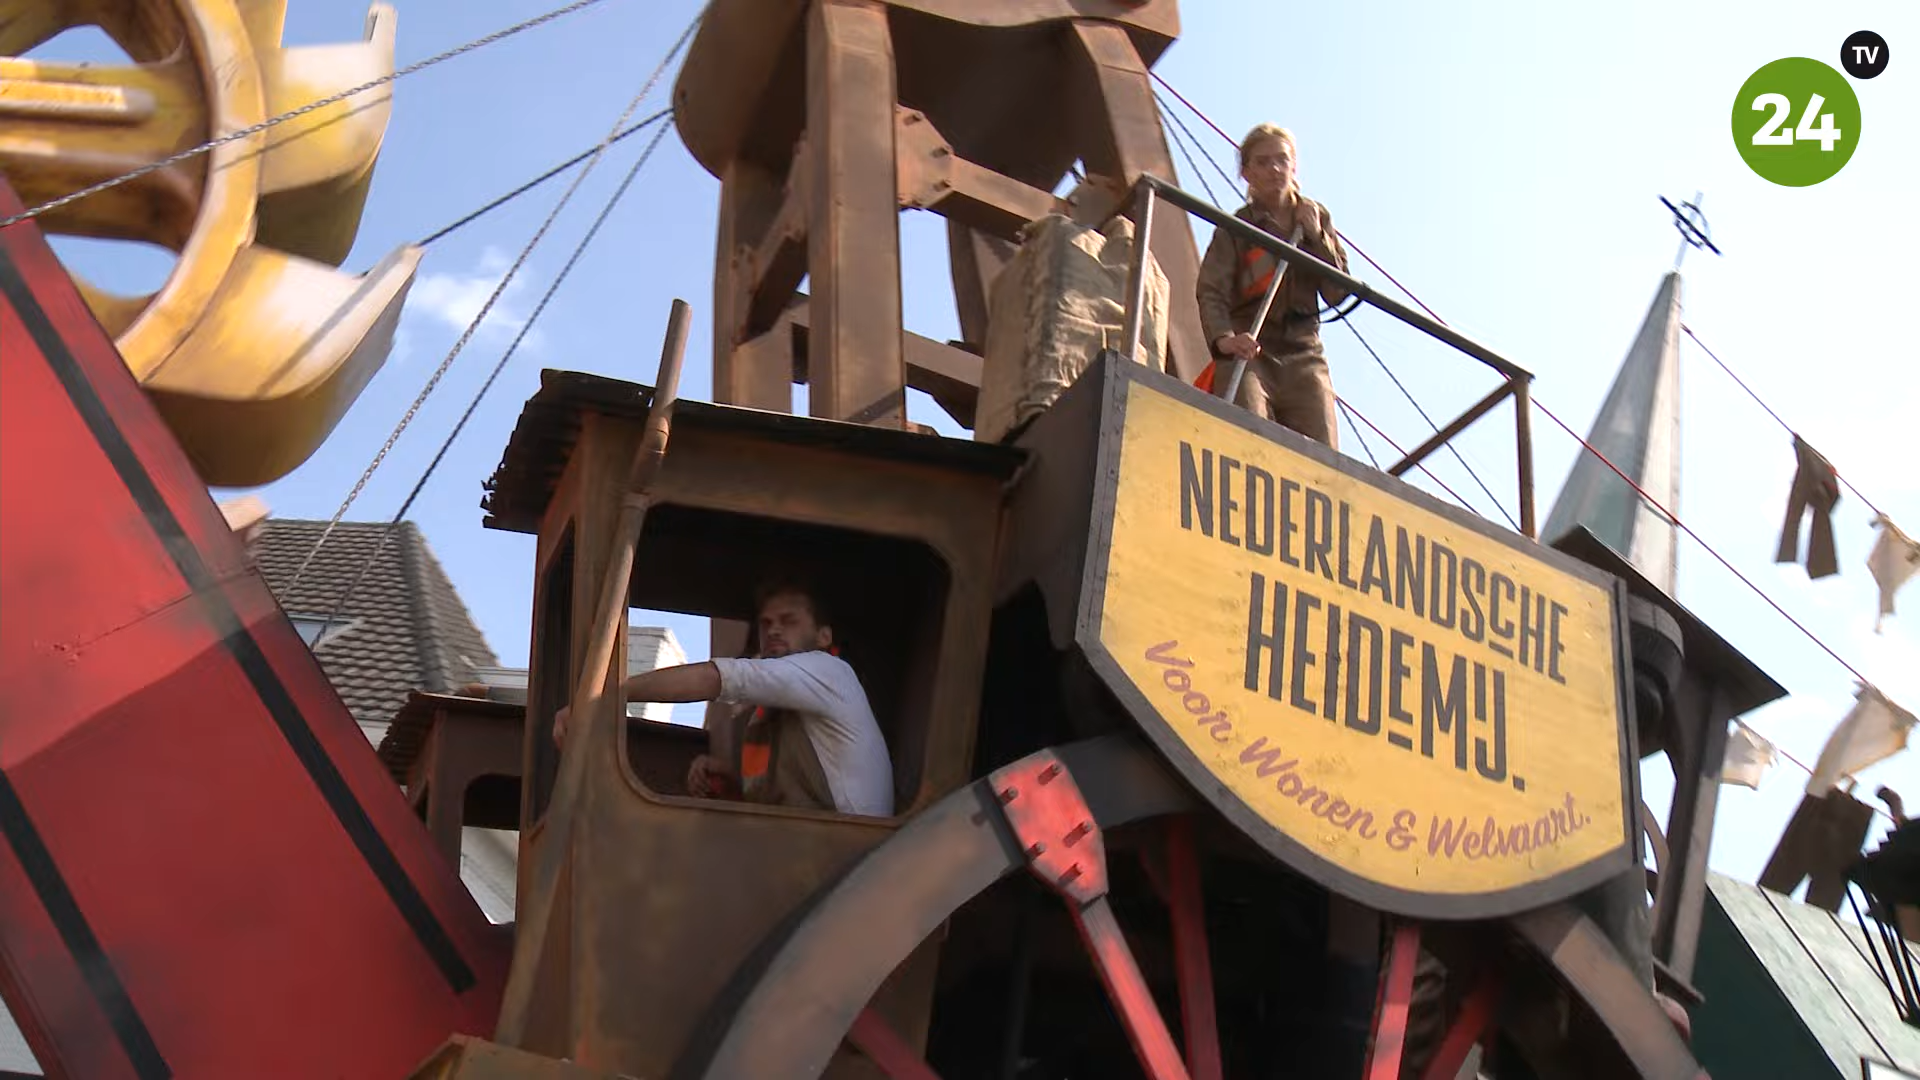 TV
24
NEDERLANDSCHE
HEIDEMIJ.
Voor Wonen & Welvaart.